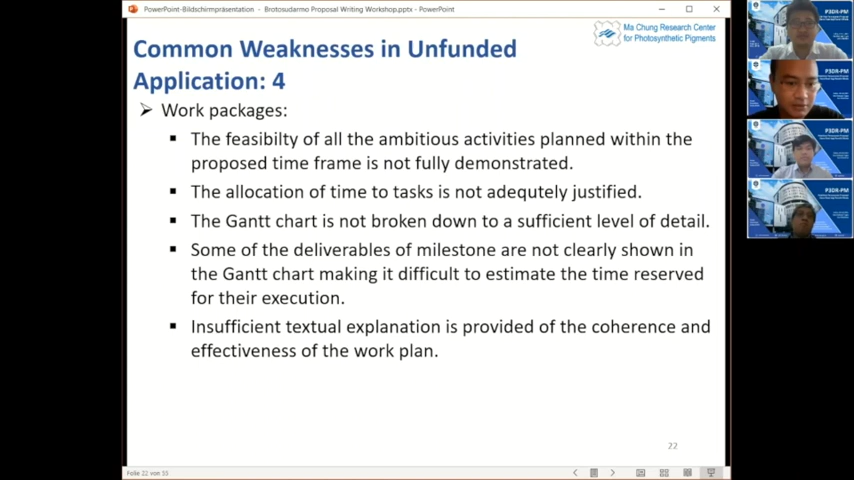 PowerPoint-Bildschirmpräsentation - Brotosudarmo Proposal Writing Workshop.pptx - PowerPoint
Ma Chung Research Center
for Photosynthetic Pigments
Common Weaknesses in Unfunded
Application: 4
Work packages:
The feasibilty of all the ambitious activities planned within the
proposed time frame is not fully demonstrated.
The allocation of time to tasks is not adequtely justified.
The Gantt chart is not broken down to a sufficient level of detail.
Some of the deliverables of milestone are not clearly shown in
the Gantt chart making it difficult to estimate the time reserved
for their execution.
Insufficient textual explanation is provided of the coherence and
effectiveness of the work plan.
22
Folie 22 von 55
P3DR-PM
P3DR-PM
P3DR-PM
P3DR-PM